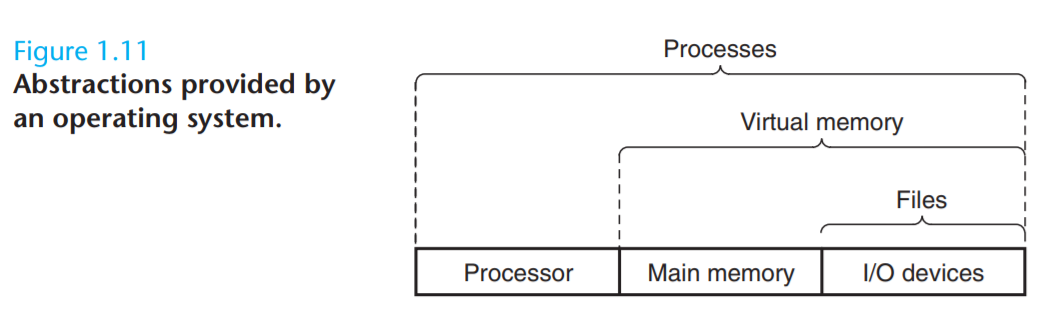 Figure 1.11
Abstractions provided by
an operating system.
Processes
Virtual memory
Files
Processor
Main memory
I/O devices